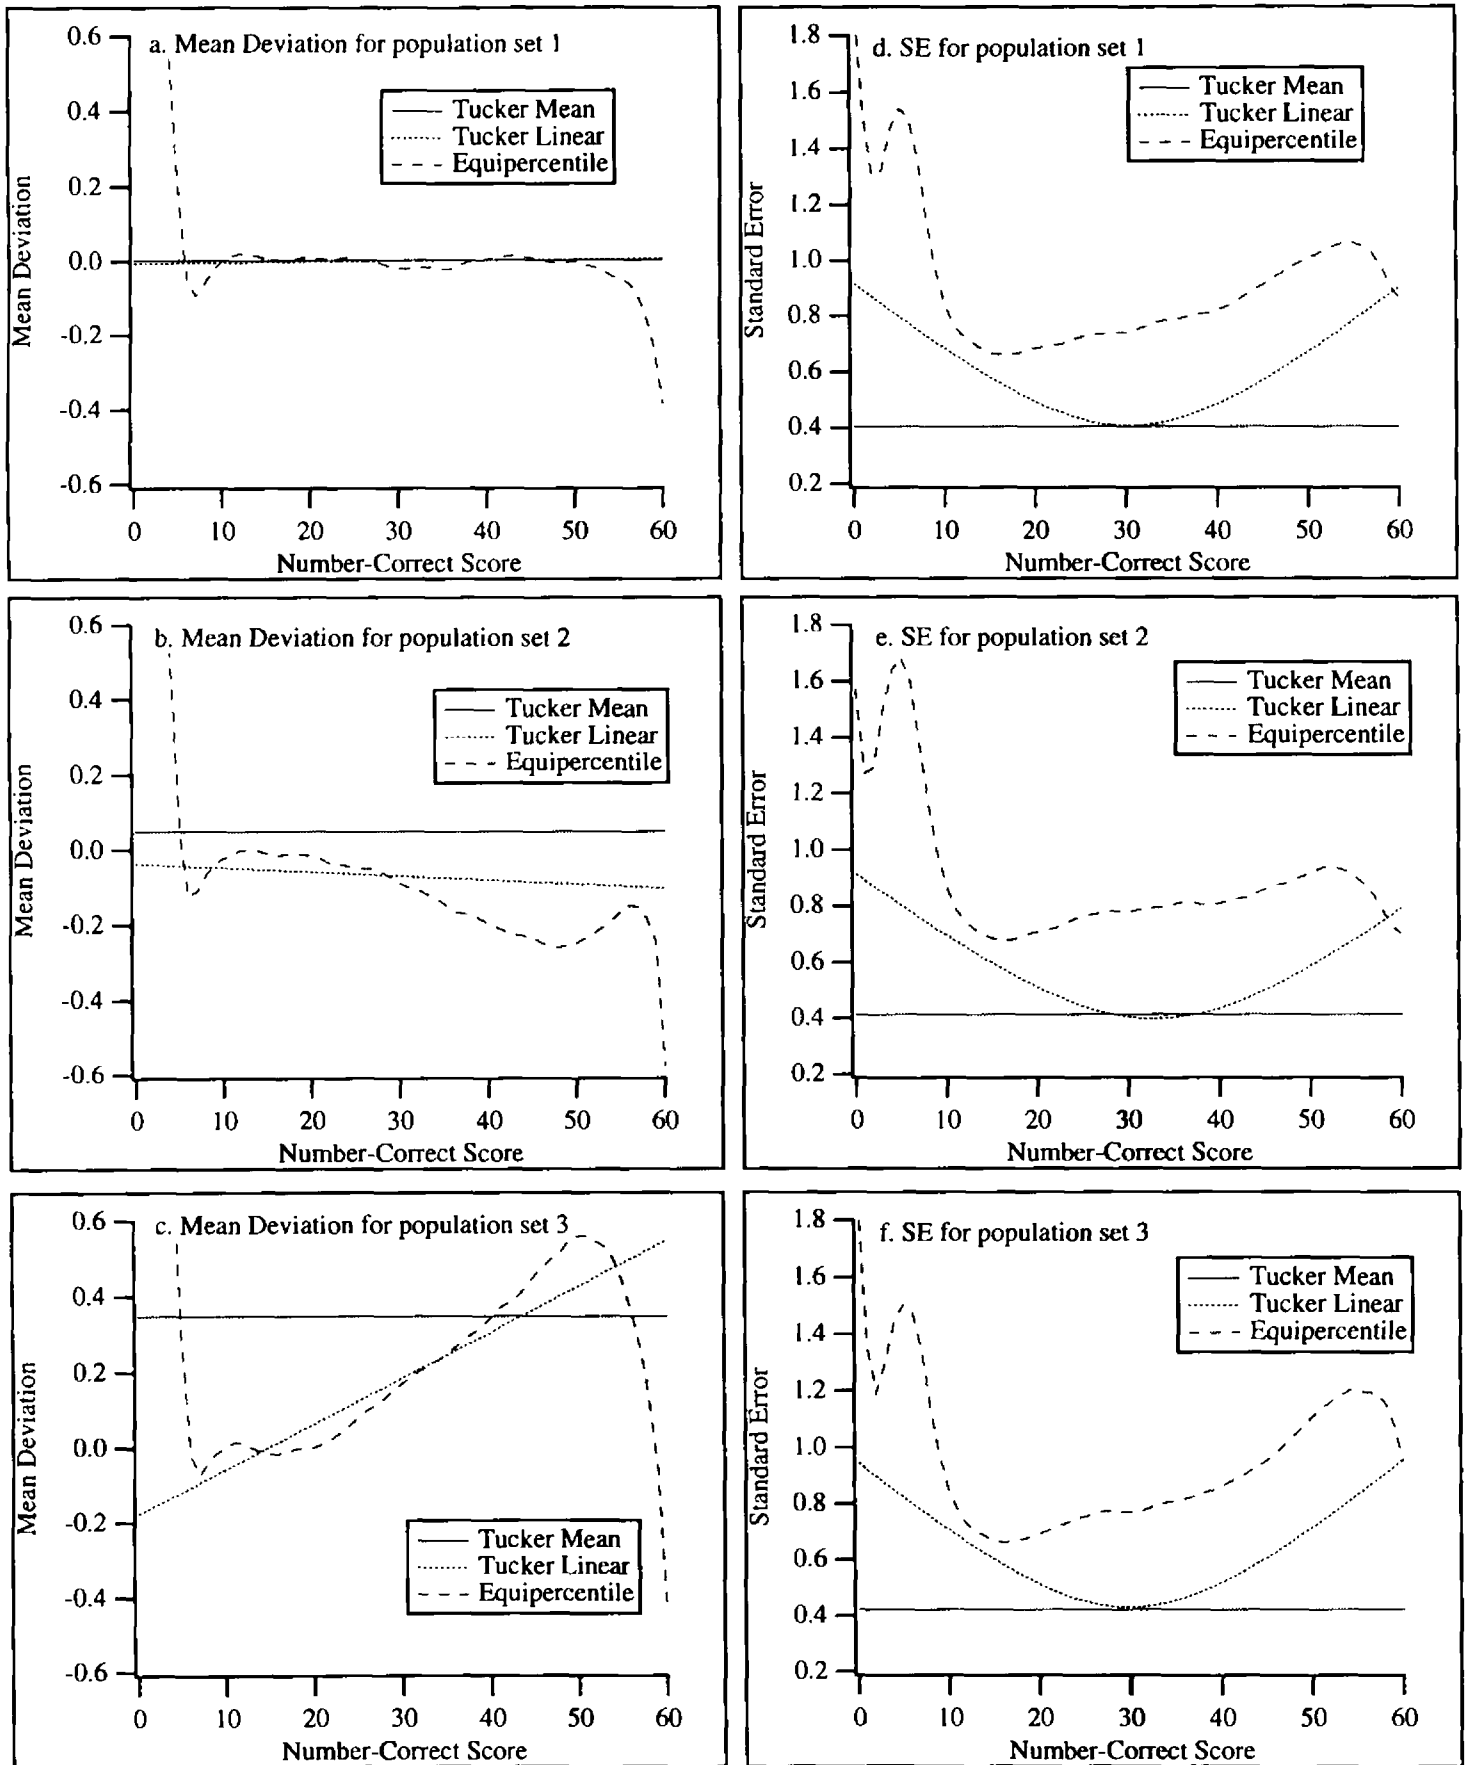 a. Mean Deviation for population set 1
0.6
0.4
0.2
0.0
-0.2
-0.4
-0.6
Mean Deviation
Tucker Mean
Tucker Linear
Equipercentile
0 10 20 30 40 50 60
Number-Correct Score
d. SE for population set 1
1.8
1.6
1.4
1.2
1.0
0.8
0.6
0.4
0.2
Standard Error
Tucker Mean
Tucker Linear
Equipercentile
0 10 20 30 40 50 60
Number-Correct Score
b. Mean Deviation for population set 2
0.6
0.4
0.2
0.0
-0.2
-0.4
-0.6
Mean Deviation
Tucker Mean
Tucker Linear
Equipercentile
0 10 20 30 40 50 60
Number-Correct Score
e. SE for population set 2
1.8
1.6
1.4
1.2
1.0
0.8
0.6
0.4
0.2
Standard Error
Tucker Mean
Tucker Linear
Equipercentile
0 10 20 30 40 50 60
Number-Correct Score
c. Mean Deviation for population set 3
0.6
0.4
0.2
0.0
-0.2
-0.4
-0.6
Mean Deviation
Tucker Mean
Tucker Linear
Equipercentile
0 10 20 30 40 50 60
Number-Correct Score
f. SE for population set 3
1.8
1.6
1.4
1.2
1.0
0.8
0.6
0.4
0.2
Standard Error
Tucker Mean
Tucker Linear
Equipercentile
0 10 20 30 40 50 60
Number-Correct Score